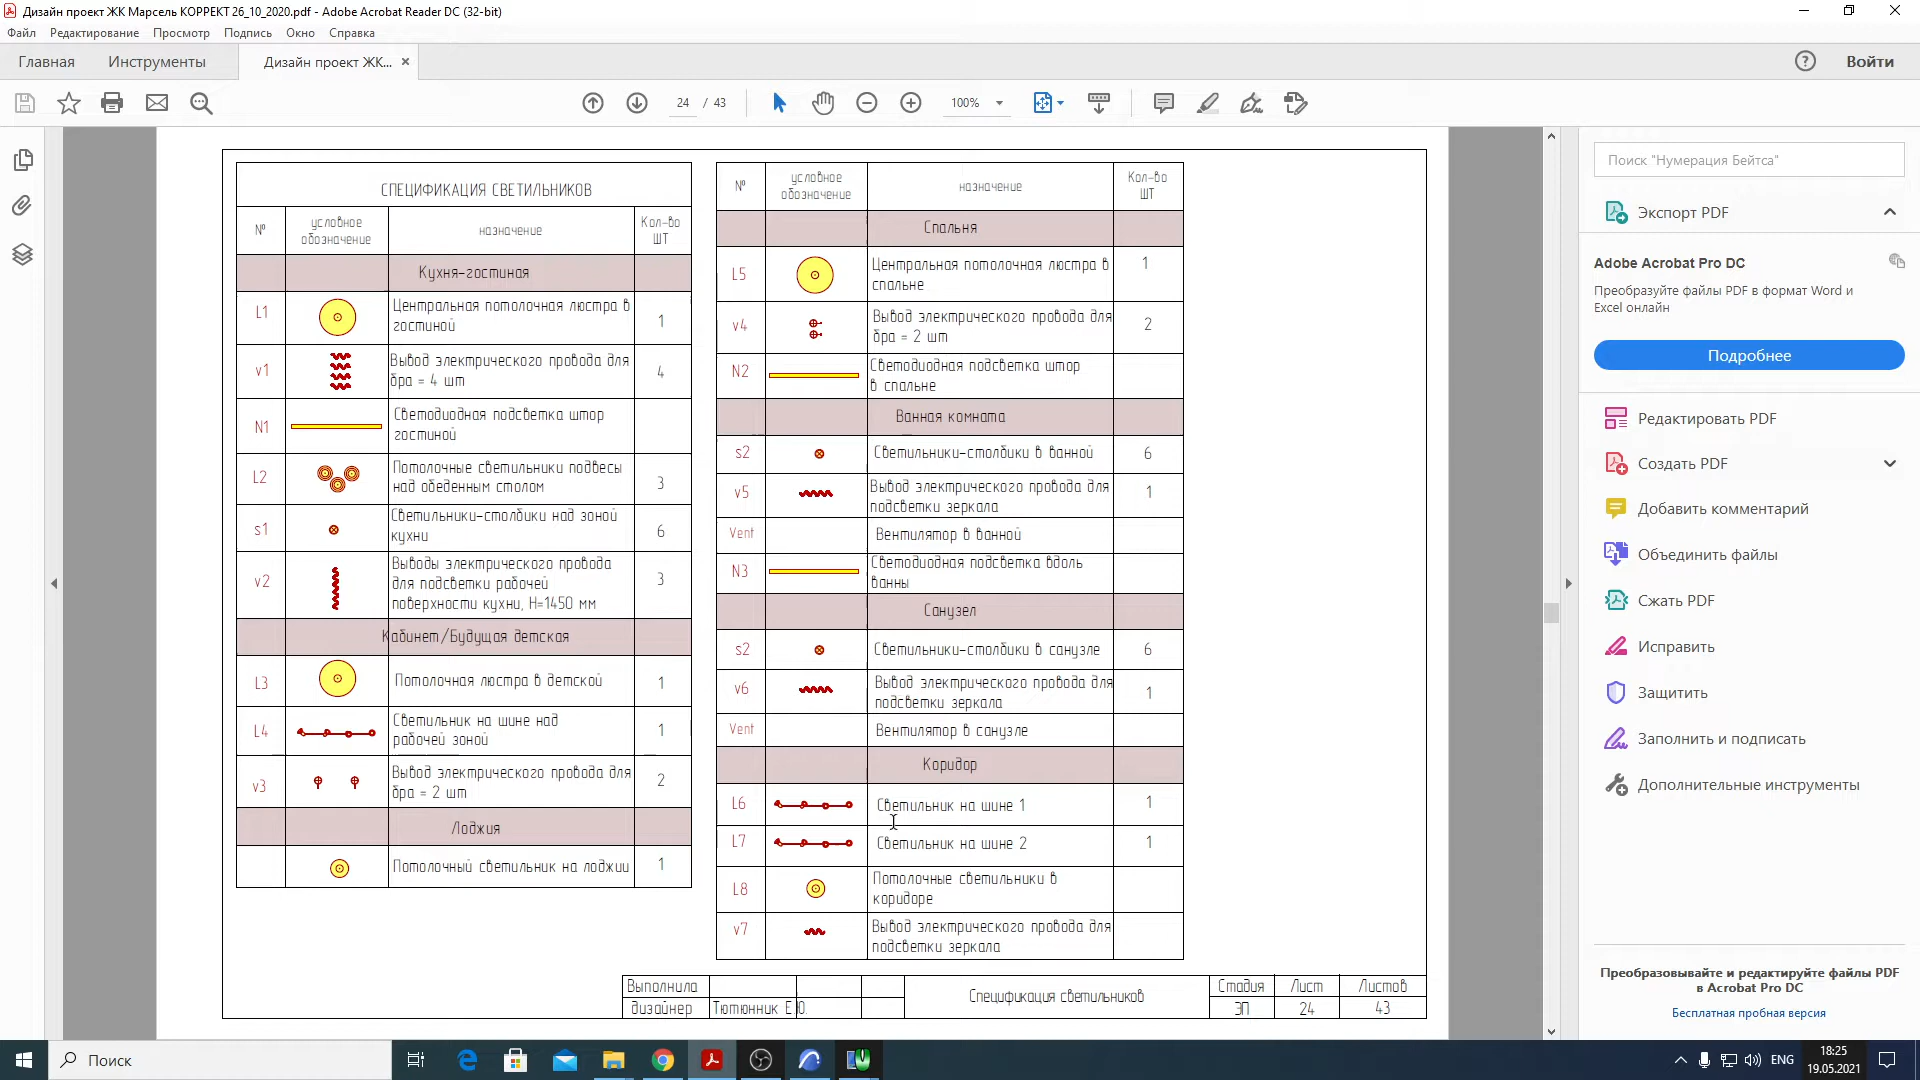 Дизайн проект ЖК Марсель КОРРЕКТ 26_10_2020.pdf - Adobe Acrobat Reader DC (32-bit)
Файл Редактирование Просмотр Подпись Окно Справка
Главная Инструменты Дизайн проект ЖК... Войти
24 / 43 100%
СПЕЦИФИКАЦИЯ СВЕТИЛЬНИКОВ
№ условное обозначение назначение Кол-во ШТ
Кухня-гостиная
L1 Центральная потолочная люстра в
гостиной 1
v1 Вывод электрического провода для
бра = 4 шт 4
N1 Светодиодная подсветка штор
гостиной
L2 Потолочные светильники подвесы
над обеденным столом 3
s1 Светильники-столбики над зоной
кухни 6
v2 Выводы электрического провода
для подсветки рабочей 3
поверхности кухни, H=1450 мм
Кабинет/Будущая детская
L3 Потолочная люстра в детской 1
L4 Светильник на шине над
рабочей зоной 1
v3 Вывод электрического провода для
бра = 2 шт 2
Лоджия
Потолочный светильник на лоджии 1
№ условное обозначение назначение Кол-во ШТ
Спальня
L5 Центральная потолочная люстра в
спальне 1
v4 Вывод электрического провода для
бра = 2 шт 2
N2 Светодиодная подсветка штор
в спальне
Ванная комната
s2 Светильники-столбики в ванной 6
v5 Вывод электрического провода для
подсветки зеркала 1
Vent Вентилятор в ванной
N3 Светодиодная подсветка вдоль
ванны
Санузел
s2 Светильники-столбики в санузле 6
v6 Вывод электрического провода для
подсветки зеркала 1
Vent Вентилятор в санузле
Коридор
L6 Светильник на шине 1 1
L7 Светильник на шине 2 1
L8 Потолочные светильники в
коридоре
v7 Вывод электрического провода для
подсветки зеркала
Выполнила
дизайнер Тютюнник Е.Ю.
Спецификация светильников
Стадия Лист Листов
ЭП 24 43
Поиск "Нумерация Бейтса"
Экспорт PDF
Adobe Acrobat Pro DC
Преобразуйте файлы PDF в формат Word и
Excel онлайн
Подробнее
Редактировать PDF
Создать PDF
Добавить комментарий
Объединить файлы
Сжать PDF
Исправить
Защитить
Заполнить и подписать
Дополнительные инструменты
Преобразовывайте и редактируйте файлы PDF
в Acrobat Pro DC
Бесплатная пробная версия
Поиск
ENG
18:25
19.05.2021